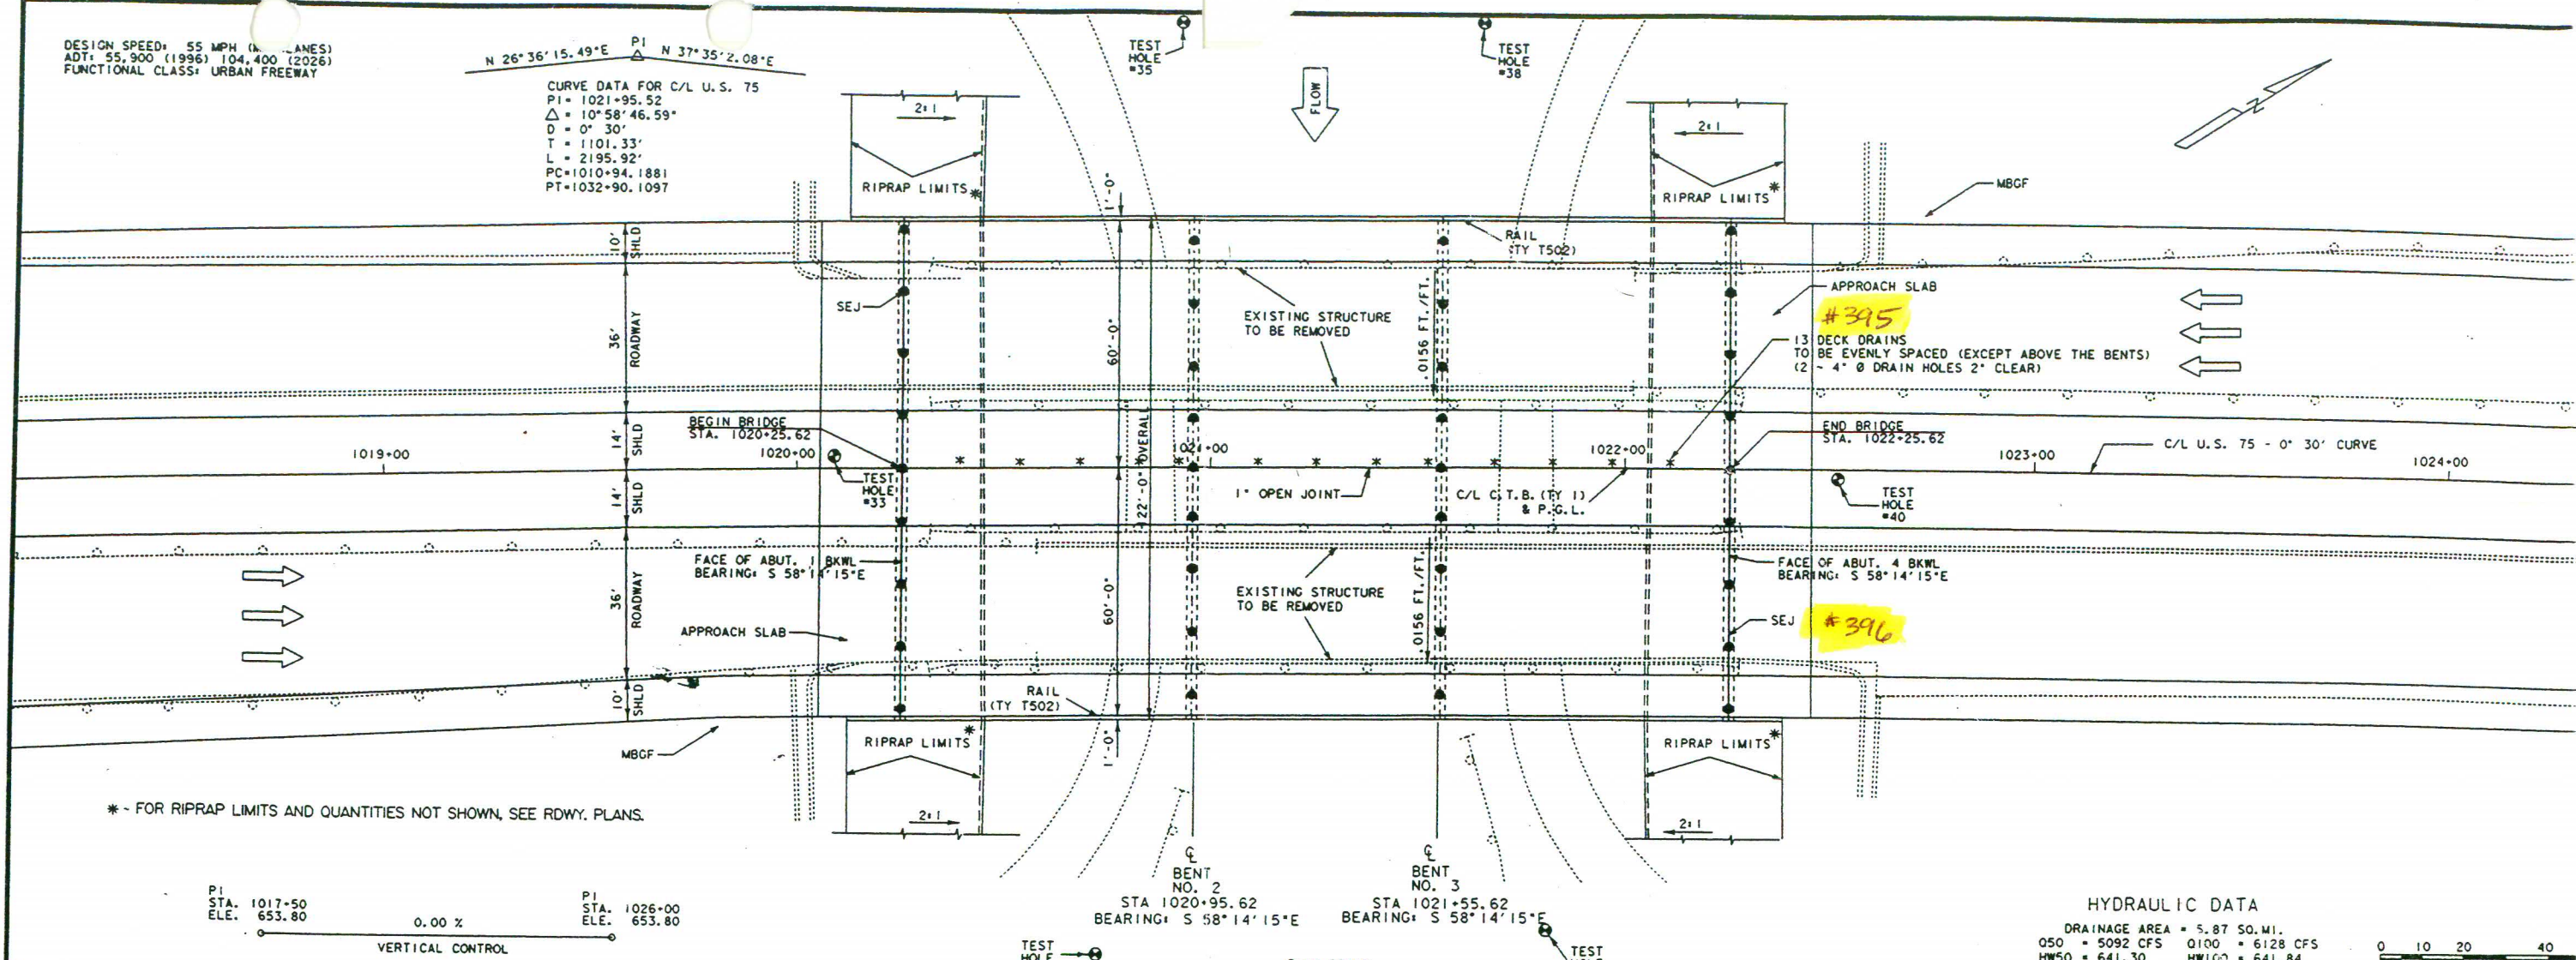 DESIGN SPEED: 55 MPH
ADT: 55,900 (1996) 104,400 (2026)
FUNCTIONAL CLASS: URBAN FREEWAY
N 26°36'15.49"E PI N 37°35'2.08"E
CURVE DATA FOR C/L U.S. 75
PI= 1021+95.52
△ = 10°58'46.59"
D = 0° 30'
T = 1101.33'
L = 2195.92'
PC=1010+94.1881
PT=1032+90.1097
TEST
HOLE
#35
TEST
HOLE
#38
FLOW
N
2:1
2:1
RIPRAP LIMITS *
RIPRAP LIMITS *
1'-0"
MBGF
RAIL
(TY T502)
10'
SHLD
SEJ
36'
ROADWAY
60'-0"
EXISTING STRUCTURE
TO BE REMOVED
.0156 FT./FT.
APPROACH SLAB
#395
13 DECK DRAINS
TO BE EVENLY SPACED (EXCEPT ABOVE THE BENTS)
(2 ~ 4" Ø DRAIN HOLES 2" CLEAR)
BEGIN BRIDGE
STA. 1020+25.62
14'
SHLD
122'-0" OVERALL
END BRIDGE
STA. 1022+25.62
C/L U.S. 75 - 0° 30' CURVE
1019+00
1020+00
1021+00
1022+00
1023+00
1024+00
TEST
HOLE
#33
14'
SHLD
1" OPEN JOINT
C/L C.T.B. (TY 1)
& P.G.L.
TEST
HOLE
#40
FACE OF ABUT. 1 BKWL
BEARING: S 58°14'15"E
FACE OF ABUT. 4 BKWL
BEARING: S 58°14'15"E
36'
ROADWAY
60'-0"
EXISTING STRUCTURE
TO BE REMOVED
.0156 FT./FT.
APPROACH SLAB
SEJ
#396
10'
SHLD
RAIL
(TY T502)
MBGF
RIPRAP LIMITS *
1'-0"
RIPRAP LIMITS *
2:1
2:1
* - FOR RIPRAP LIMITS AND QUANTITIES NOT SHOWN, SEE RDWY. PLANS.
℄
BENT
NO. 2
STA 1020+95.62
BEARING: S 58°14'15"E
℄
BENT
NO. 3
STA 1021+55.62
BEARING: S 58°14'15"E
PI
STA. 1017+50
ELE. 653.80
0.00 %
PI
STA. 1026+00
ELE. 653.80
VERTICAL CONTROL
TEST
HOLE
TEST
HYDRAULIC DATA
DRAINAGE AREA = 5.87 SQ.MI.
Q50 = 5092 CFS Q100 = 6128 CFS
HW50 = 641.30 HW100 = 641.84
0 10 20 40